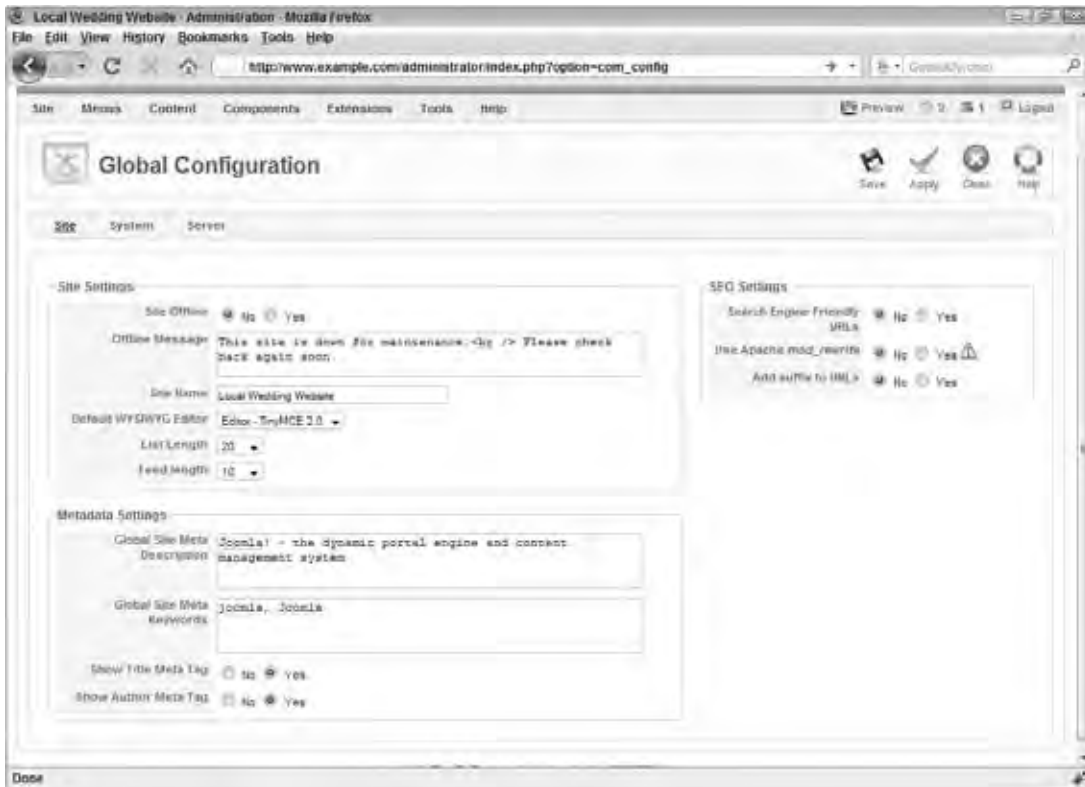 Local Wedding Website - Administration - Mozilla Firefox
File Edit View History Bookmarks Tools Help
http://www.example.com/administrator/index.php?option=com_config
Site Menus Content Components Extensions Tools Help
Preview 2 1 Logout
Global Configuration
Save Apply Close Help
Site System Server
Site Settings
Site Offline No Yes
Offline Message This site is down for maintenance.<br /> Please check
back again soon.
Site Name Local Wedding Website
Default WYSIWYG Editor Editor - TinyMCE 2.0
List Length 20
Feed length 10
Metadata Settings
Global Site Meta Description Joomla! - the dynamic portal engine and content
management system
Global Site Meta Keywords joomla, Joomla
Show Title Meta Tag No Yes
Show Author Meta Tag No Yes
SEO Settings
Search Engine Friendly URLs No Yes
Use Apache mod_rewrite No Yes
Add suffix to URLs No Yes
Done